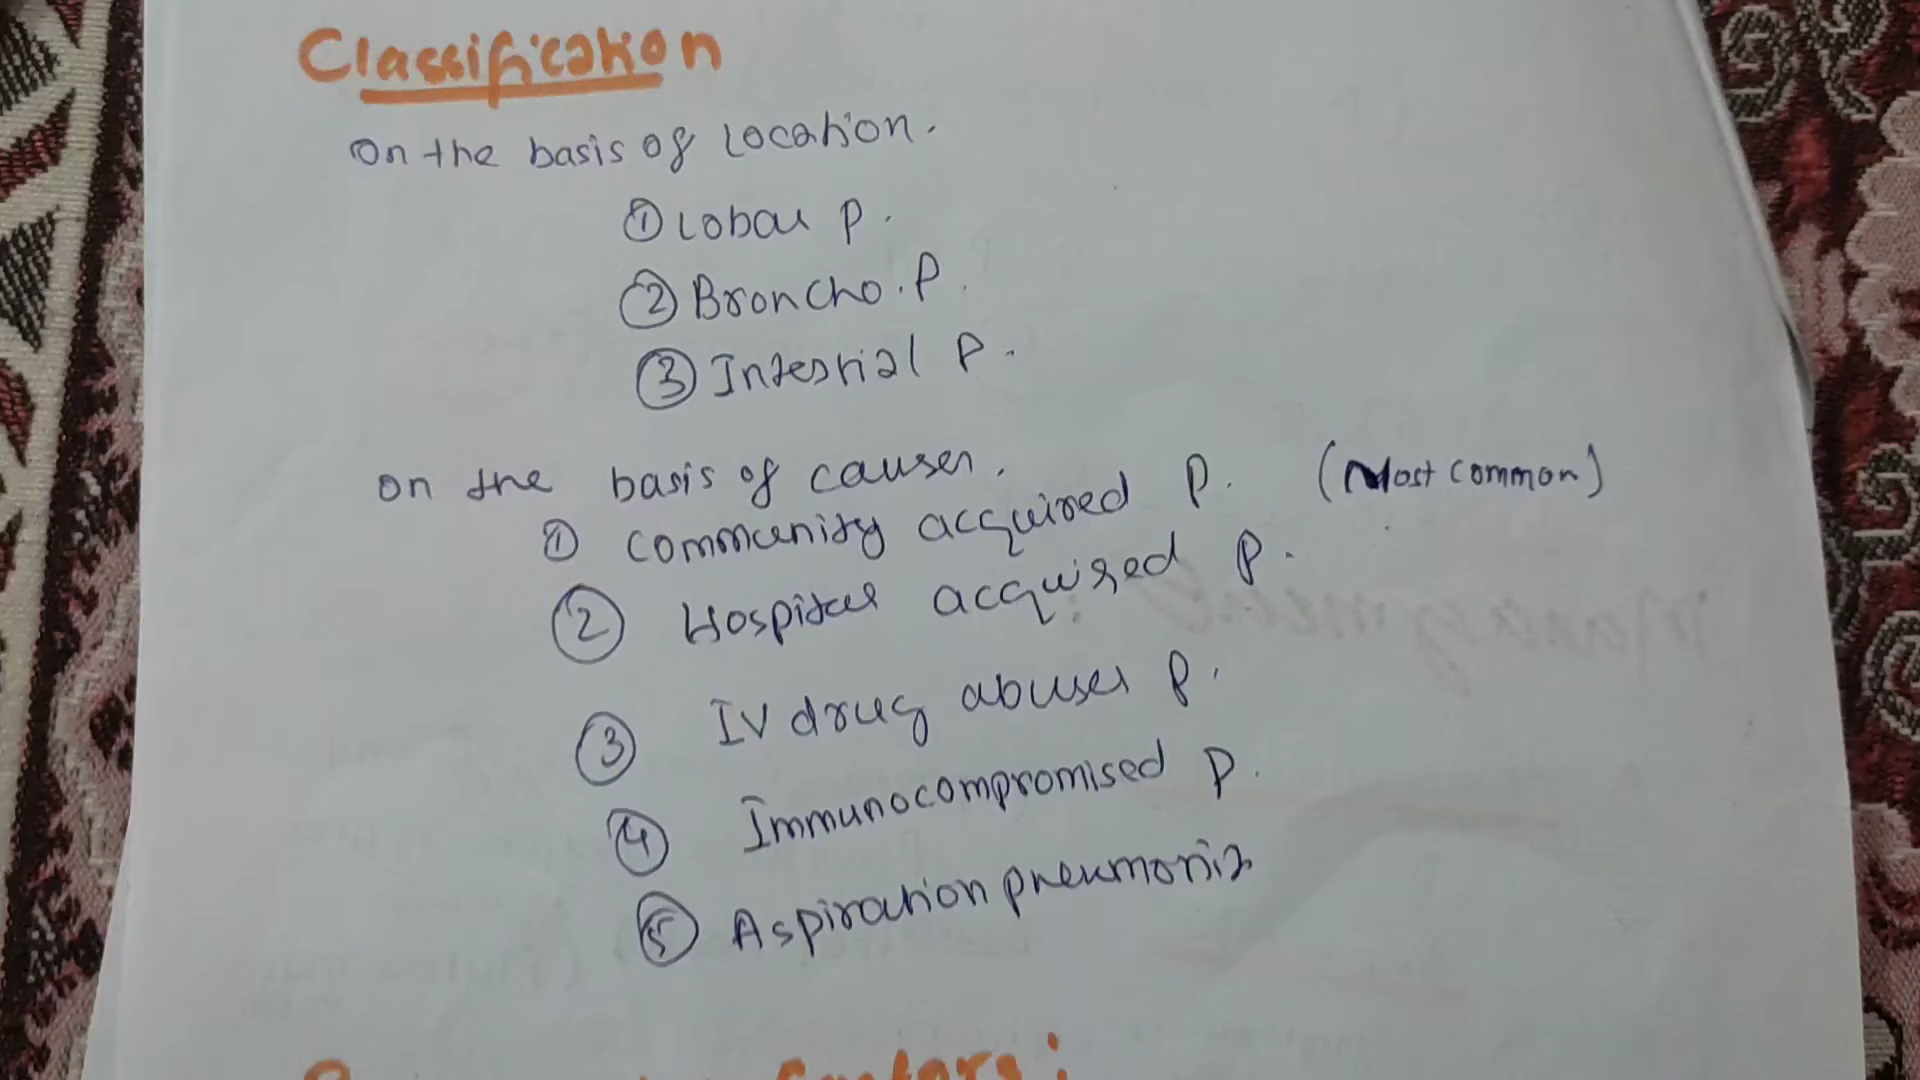 Classification
On the basis of Location.
① Lobar P.
② Broncho. P.
③ Intestial P.
on the basis of causes.
① community acquired P. (Most common)
② Hospital acquired P.
③ IV drug abuser P.
④ Immunocompromised P.
⑤ Aspiration pneumonia
factors: